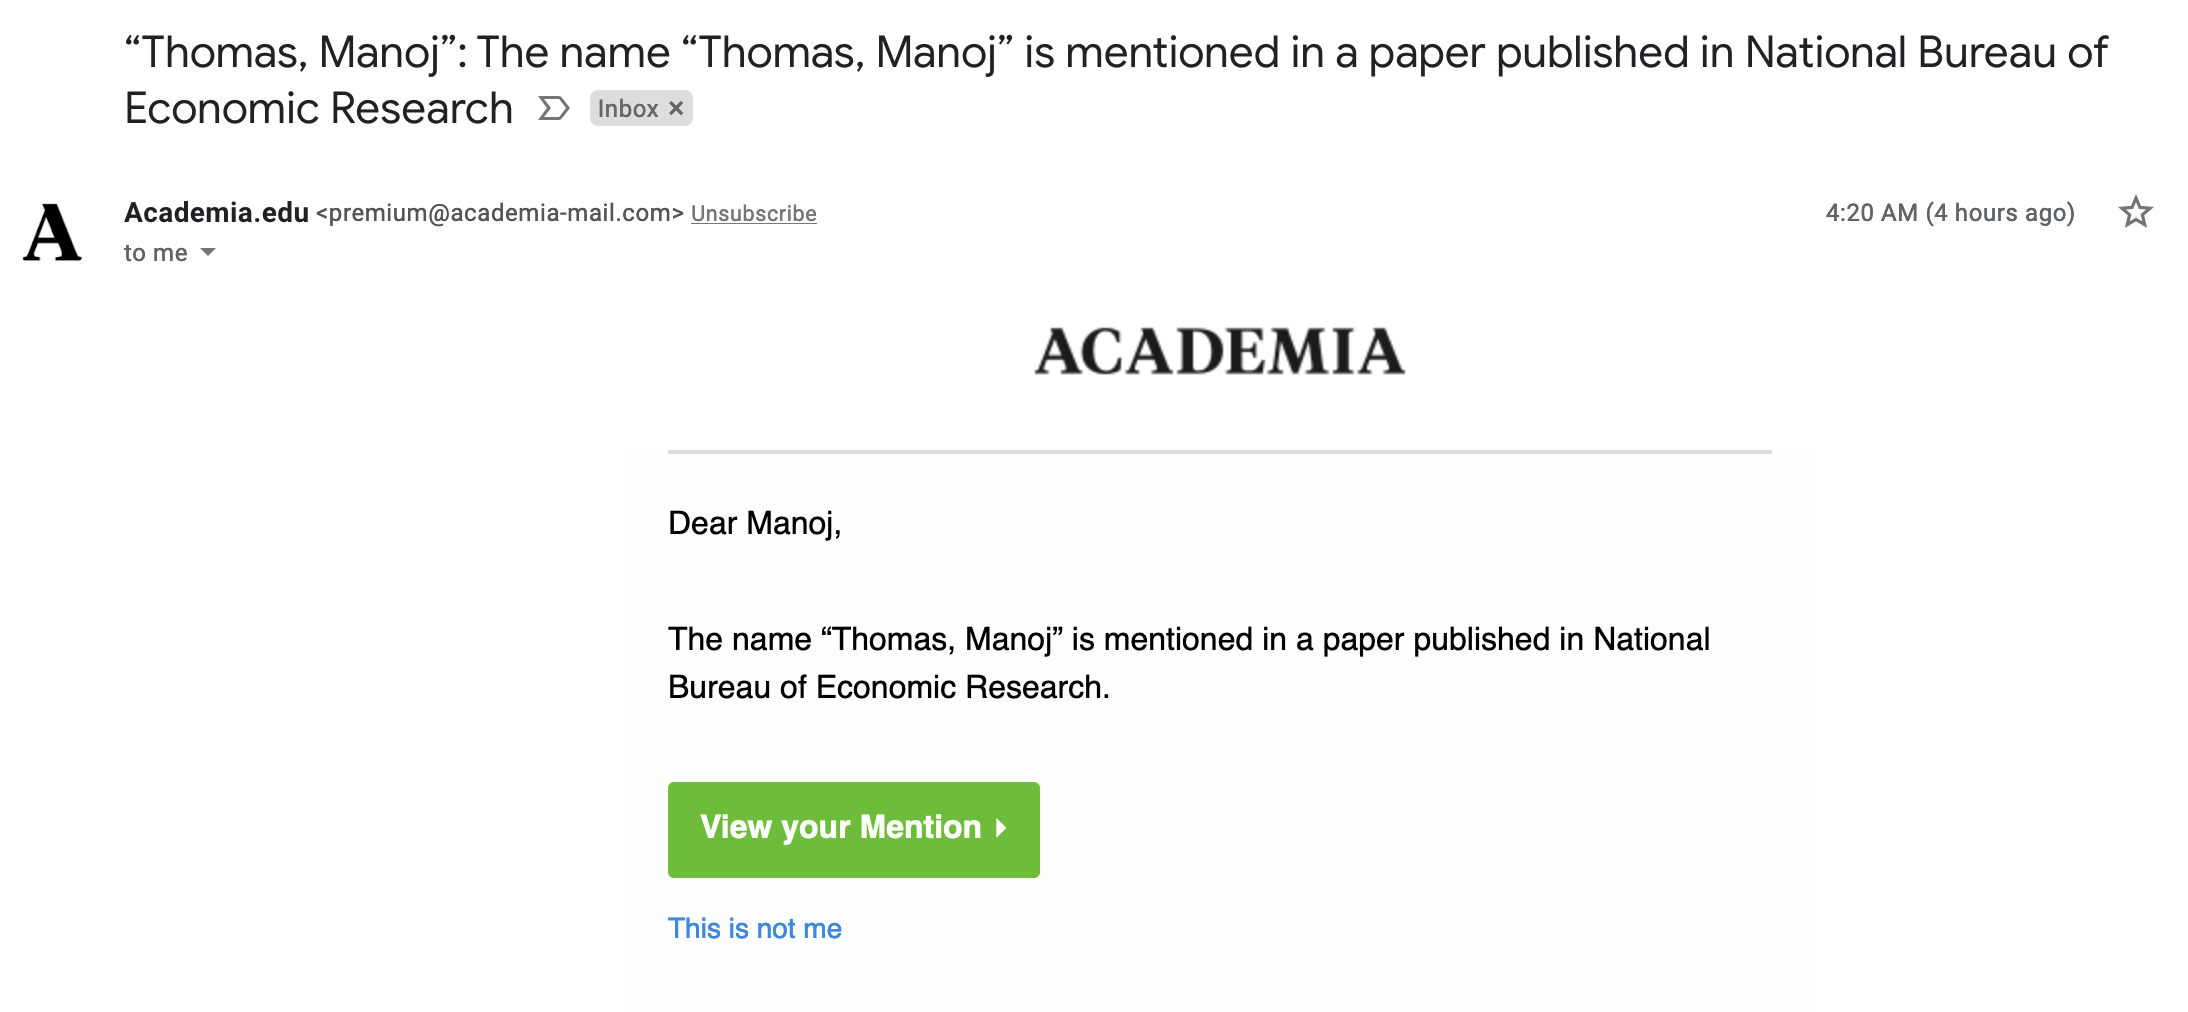 “Thomas, Manoj”: The name “Thomas, Manoj” is mentioned in a paper published in National Bureau of
Economic Research Inbox ×
A
Academia.edu <premium@academia-mail.com> Unsubscribe
4:20 AM (4 hours ago)
to me
ACADEMIA
Dear Manoj,
The name “Thomas, Manoj” is mentioned in a paper published in National
Bureau of Economic Research.
View your Mention
This is not me